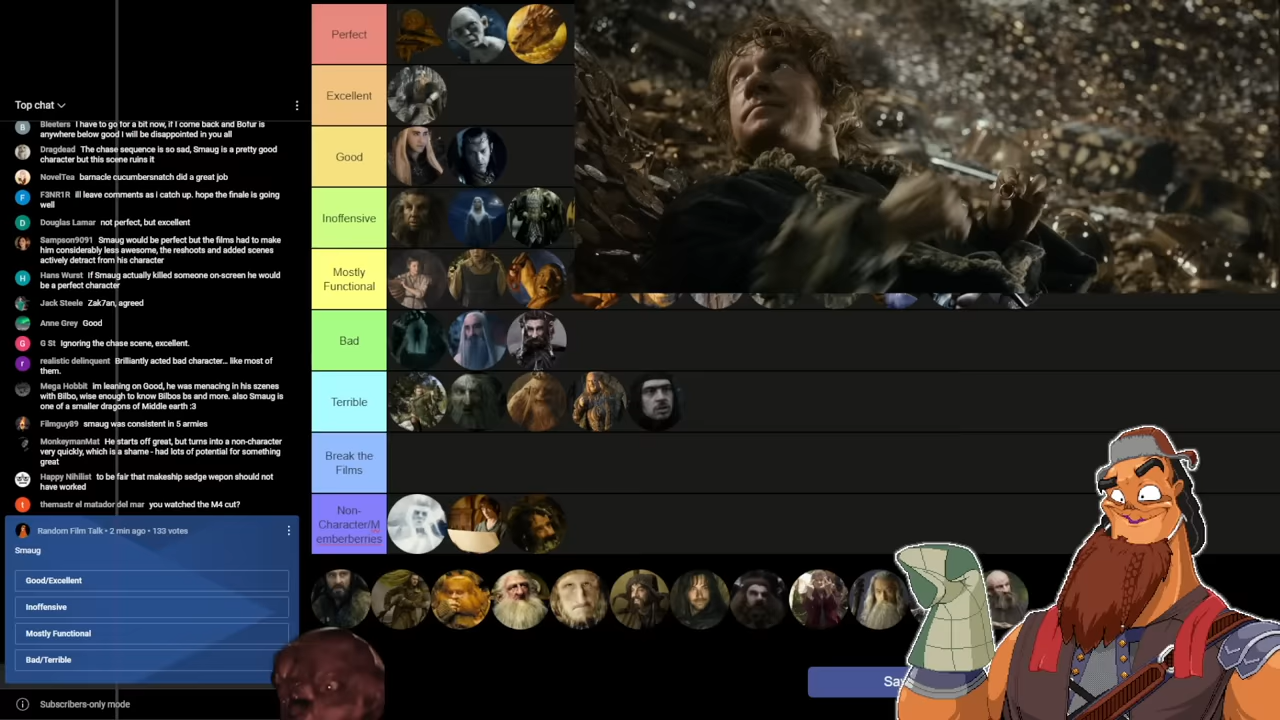 Top chat
Bleeters I have to go for a bit now, if I come back and Bofur is
anywhere below good I will be disappointed in you all
Dragdead The chase sequence is so sad, Smaug is a pretty good
character but this scene ruins it
NovelTea barnacle cucumbersnatch did a great job
F3NR1R ill leave comments as i catch up. hope the finale is going
well
Douglas Lamar not perfect, but excellent
Sampson9091 Smaug would be perfect but the films had to make
him considerably less awesome, the reshoots and added scenes
actively detract from his character
Hans Wurst If Smaug actually killed someone on-screen he would
be a perfect character
Jack Steele Zak7an, agreed
Anne Grey Good
G St Ignoring the chase scene, excellent.
realistic delinquent Brilliantly acted bad character... like most of
them.
Mega Hobbit im leaning on Good, he was menacing in his szenes
with Bilbo, wise enough to know Bilbos bs and more. also Smaug is
one of a smaller dragons of Middle earth :3
Filmguy89 smaug was consistent in 5 armies
MonkeymanMat He starts off great, but turns into a non-character
very quickly, which is a shame - had lots of potential for something
great
Happy Nihilist to be fair that makeship sedge wepon should not
have worked
themastr el matador del mar you watched the M4 cut?
Random Film Talk • 2 min ago • 133 votes
Smaug
Good/Excellent
Inoffensive
Mostly Functional
Bad/Terrible
Subscribers-only mode
Perfect
Excellent
Good
Inoffensive
Mostly
Functional
Bad
Terrible
Break the
Films
Non-
Character/M
emberberries